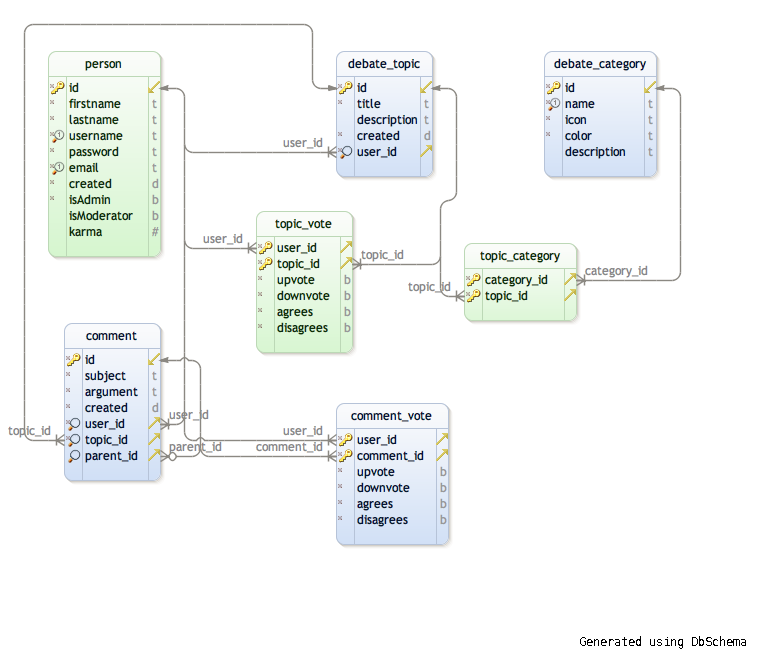 person
id
firstname t
lastname t
username t
password t
email t
created d
isAdmin b
isModerator b
karma #
debate_topic
id
title t
description t
created d
user_id
debate_category
id
name t
icon t
color t
description t
user_id
topic_vote
user_id
topic_id
upvote b
downvote b
agrees b
disagrees b
user_id
topic_id
topic_category
category_id
topic_id
category_id
topic_id
comment
id
subject t
argument t
created d
user_id
topic_id
parent_id
user_id
topic_id
parent_id
comment_vote
user_id
comment_id
upvote b
downvote b
agrees b
disagrees b
user_id
comment_id
Generated using DbSchema